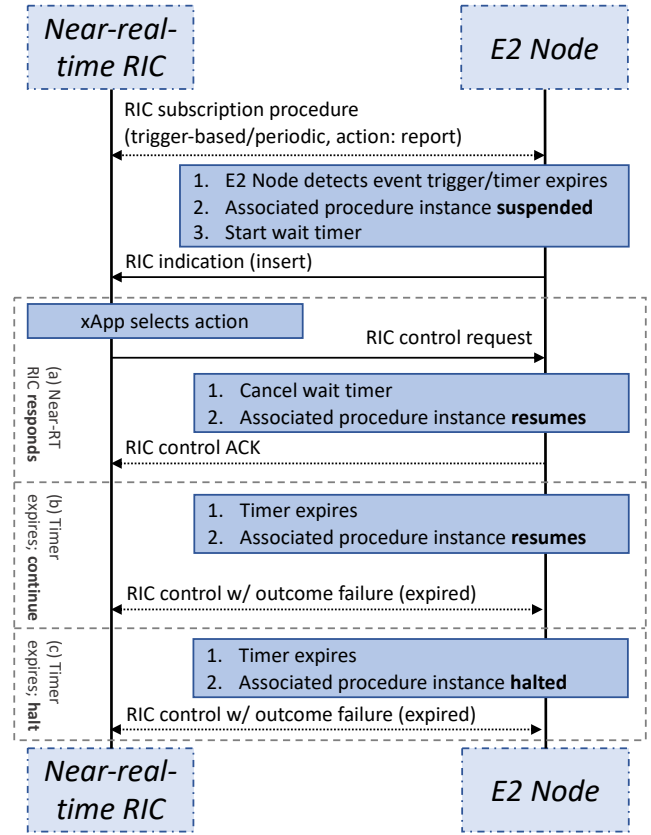 Near-real-
time RIC
E2 Node
RIC subscription procedure
(trigger-based/periodic, action: report)
1. E2 Node detects event trigger/timer expires
2. Associated procedure instance suspended
3. Start wait timer
RIC indication (insert)
xApp selects action
RIC control request
(a) Near-RT
RIC responds
1. Cancel wait timer
2. Associated procedure instance resumes
RIC control ACK
(b) Timer
expires; continue
1. Timer expires
2. Associated procedure instance resumes
RIC control w/ outcome failure (expired)
(c) Timer
expires; halt
1. Timer expires
2. Associated procedure instance halted
RIC control w/ outcome failure (expired)
Near-real-
time RIC
E2 Node